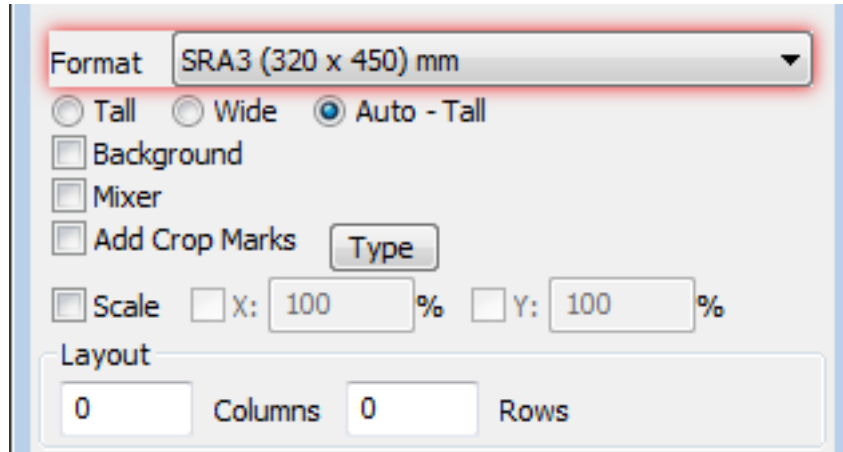 Format SRA3 (320 x 450) mm
Tall Wide Auto - Tall
Background
Mixer
Add Crop Marks Type
Scale X: 100 % Y: 100 %
Layout
0 Columns 0 Rows